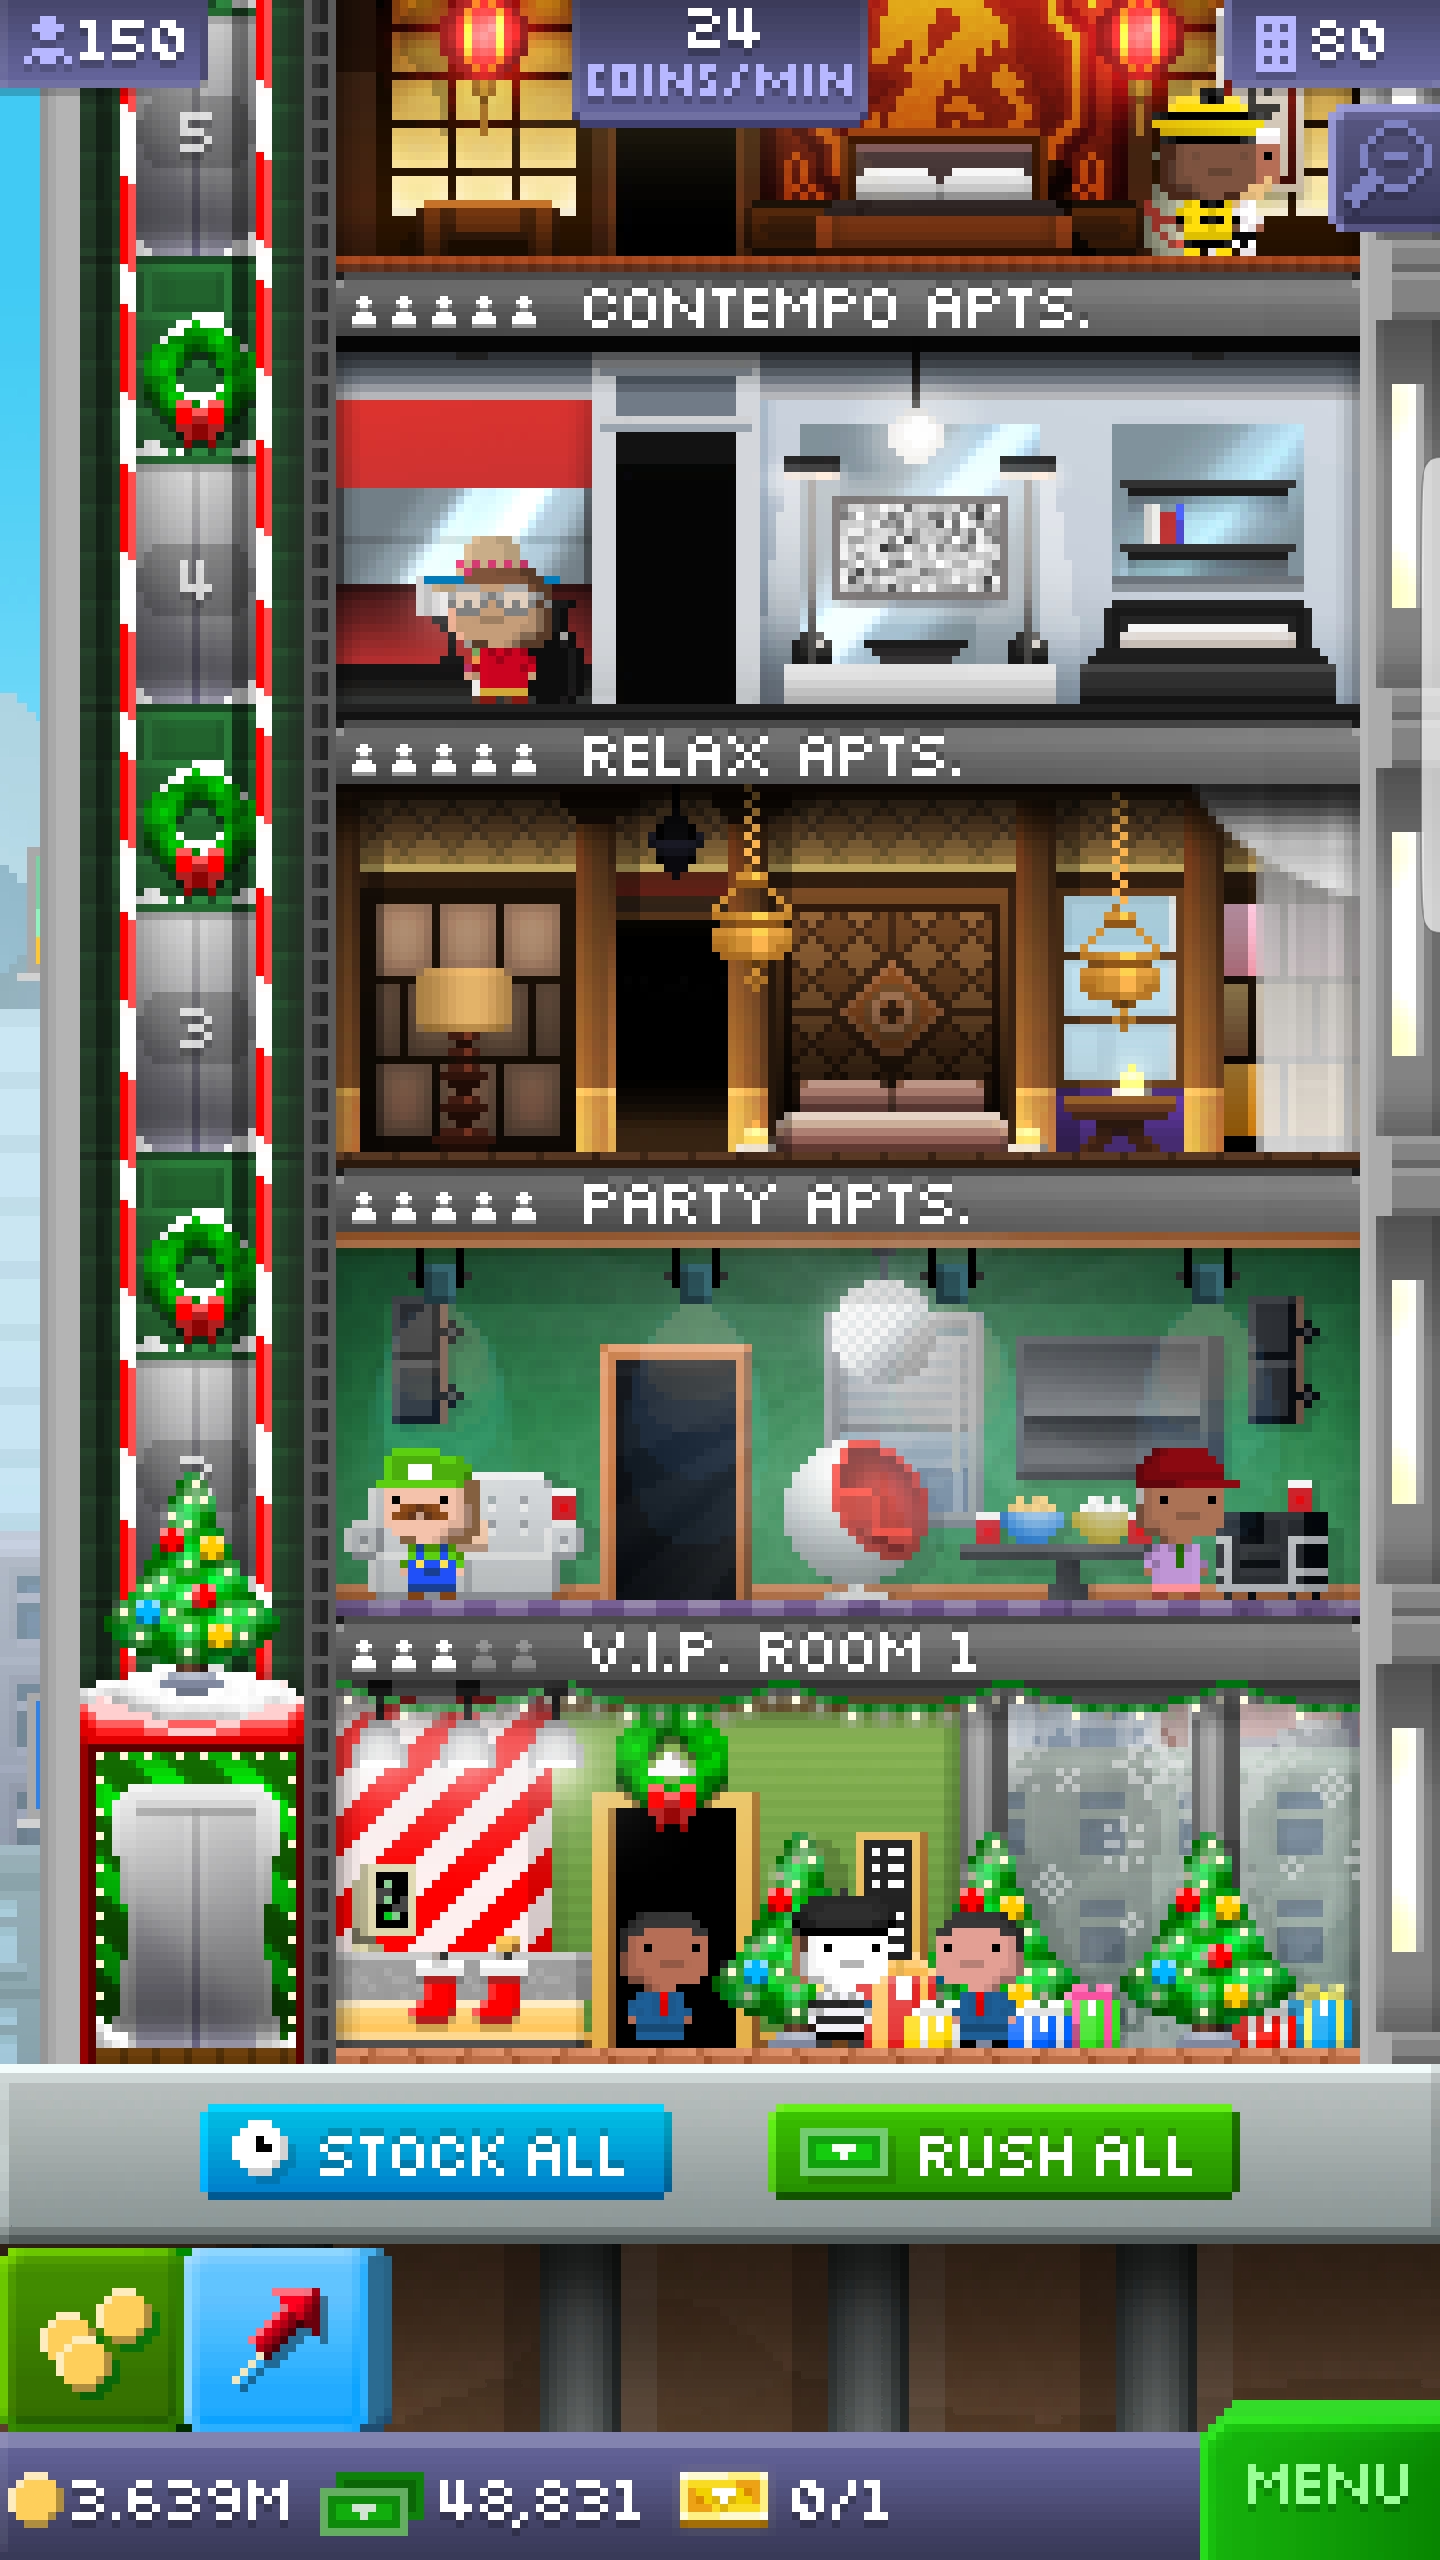 150
24
COINS/MIN
80
5
CONTEMPO APTS.
4
RELAX APTS.
3
PARTY APTS.
V.I.P. ROOM 1
STOCK ALL
RUSH ALL
3.639M
48,831
0/1
MENU